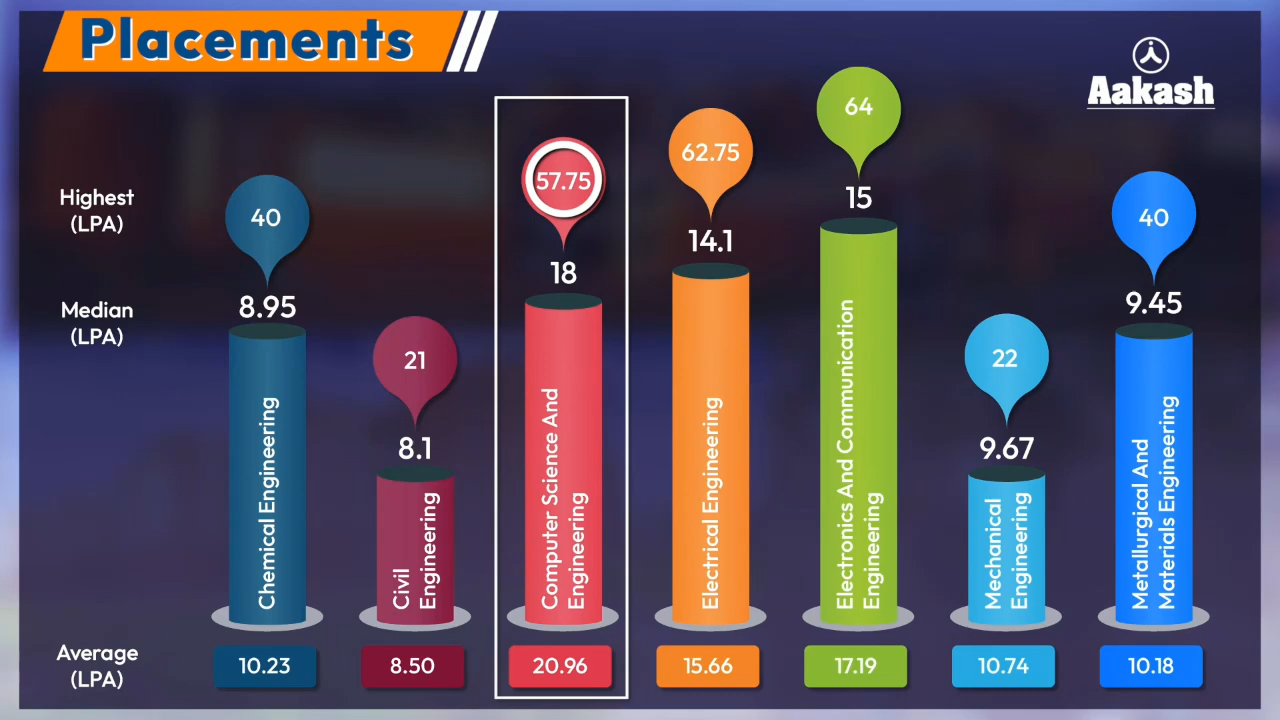 Placements
Aakash
Highest
(LPA)
Median
(LPA)
Average
(LPA)
40
8.95
Chemical Engineering
10.23
21
8.1
Civil
Engineering
8.50
57.75
18
Computer Science And
Engineering
20.96
62.75
14.1
Electrical Engineering
15.66
64
15
Electronics And Communication
Engineering
17.19
22
9.67
Mechanical
Engineering
10.74
40
9.45
Metallurgical And
Materials Engineering
10.18